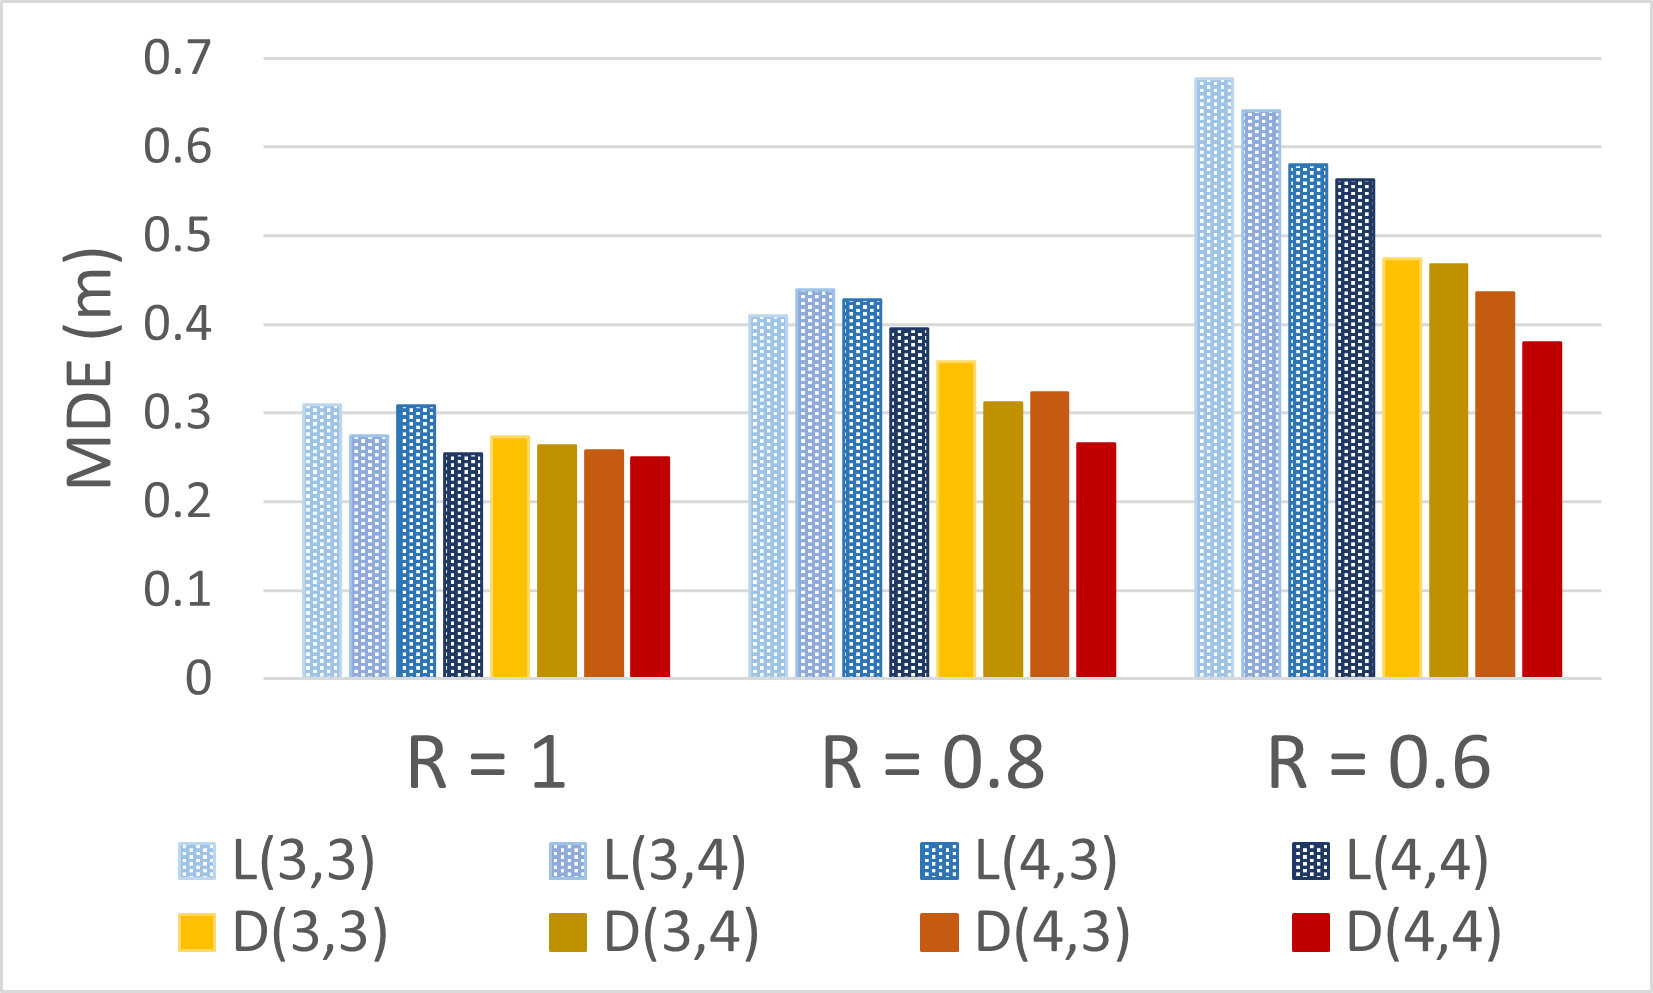 0.7
0.6
0.5
0.4
0.3
0.2
0.1
0
MDE (m)
R = 1 R = 0.8 R = 0.6
L(3,3) L(3,4) L(4,3) L(4,4)
D(3,3) D(3,4) D(4,3) D(4,4)